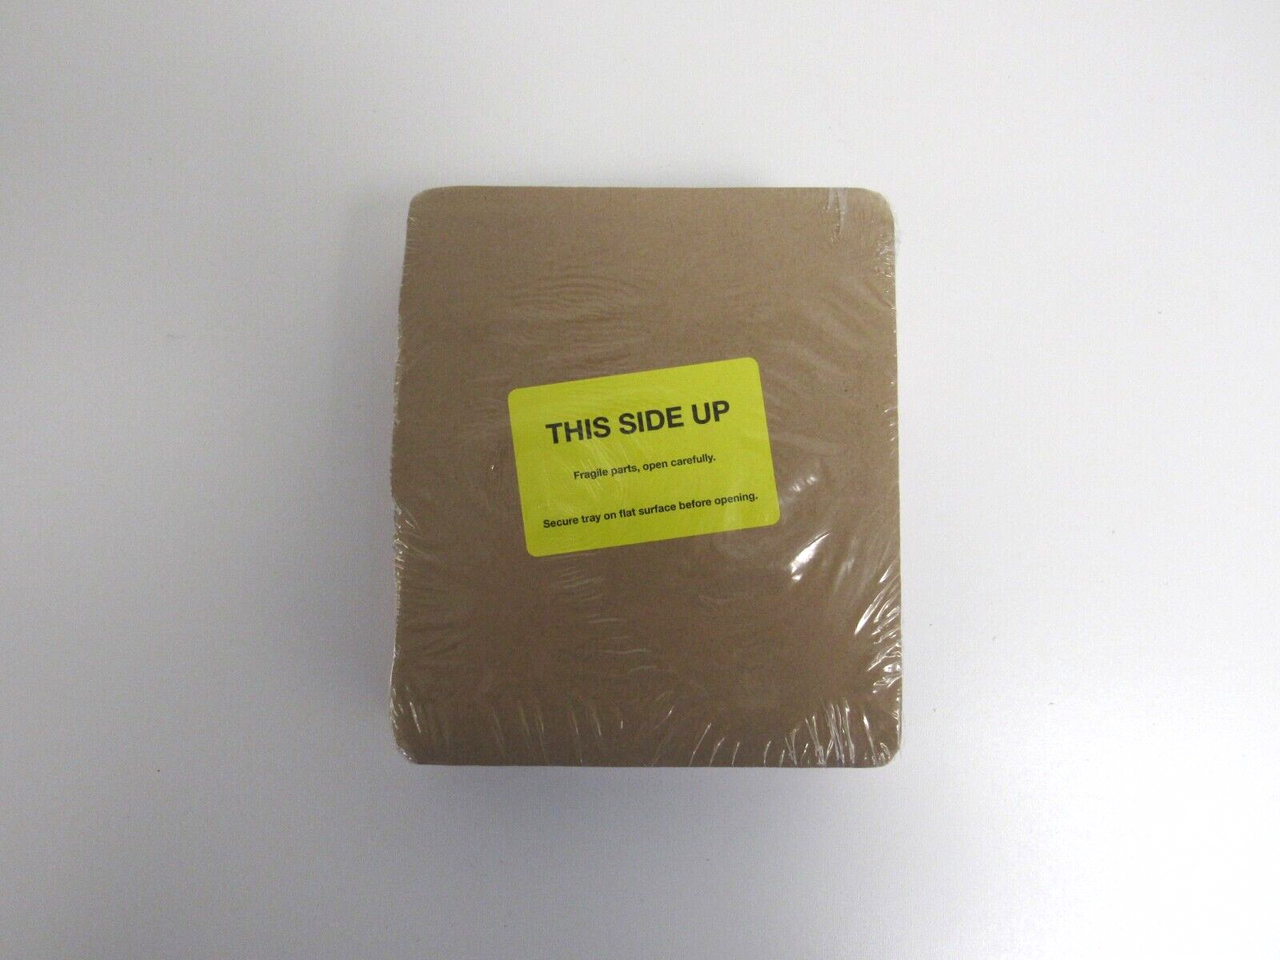 THIS SIDE UP
Fragile parts, open carefully.
Secure tray on flat surface before opening.